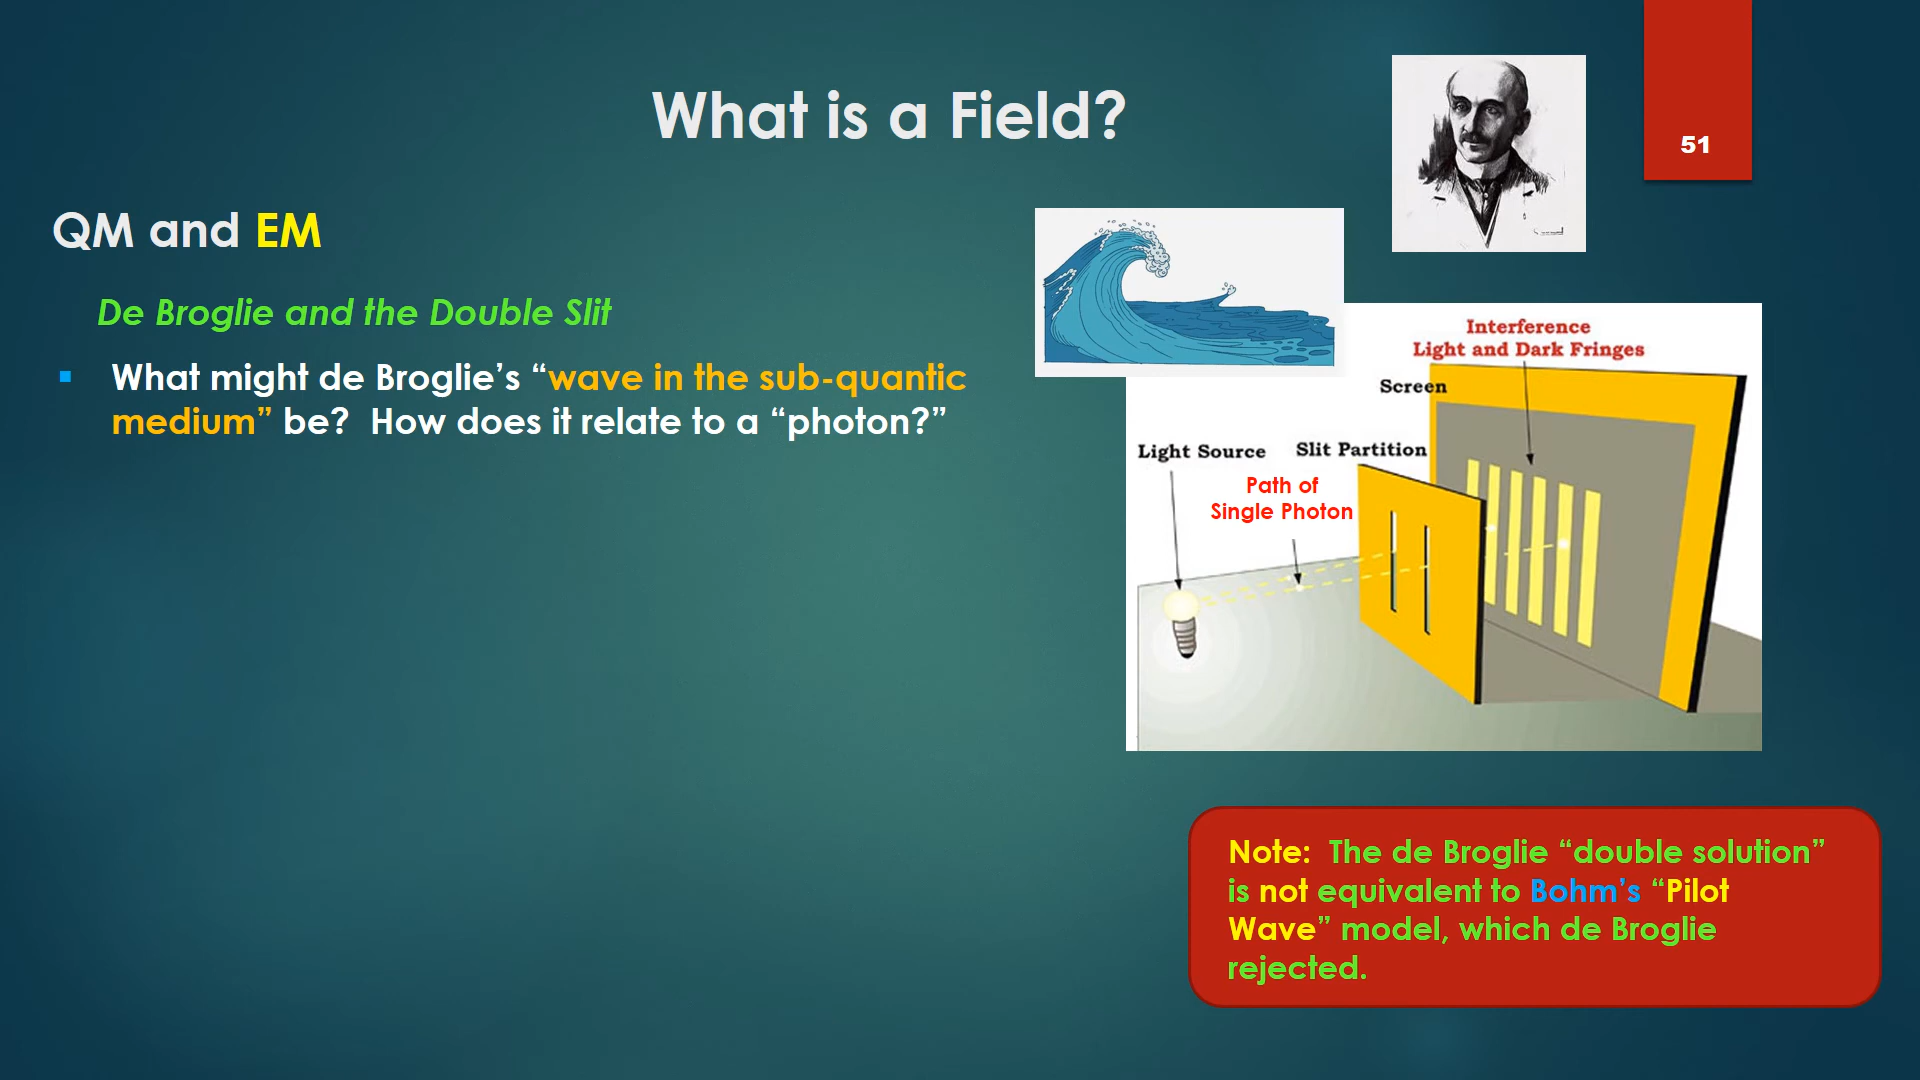 What is a Field?
51
QM and EM
De Broglie and the Double Slit
What might de Broglie’s “wave in the sub-quantic
medium” be?  How does it relate to a “photon?”
Interference
Light and Dark Fringes
Screen
Light Source
Slit Partition
Path of
Single Photon
Note:  The de Broglie “double solution”
is not equivalent to Bohm’s “Pilot
Wave” model, which de Broglie
rejected.